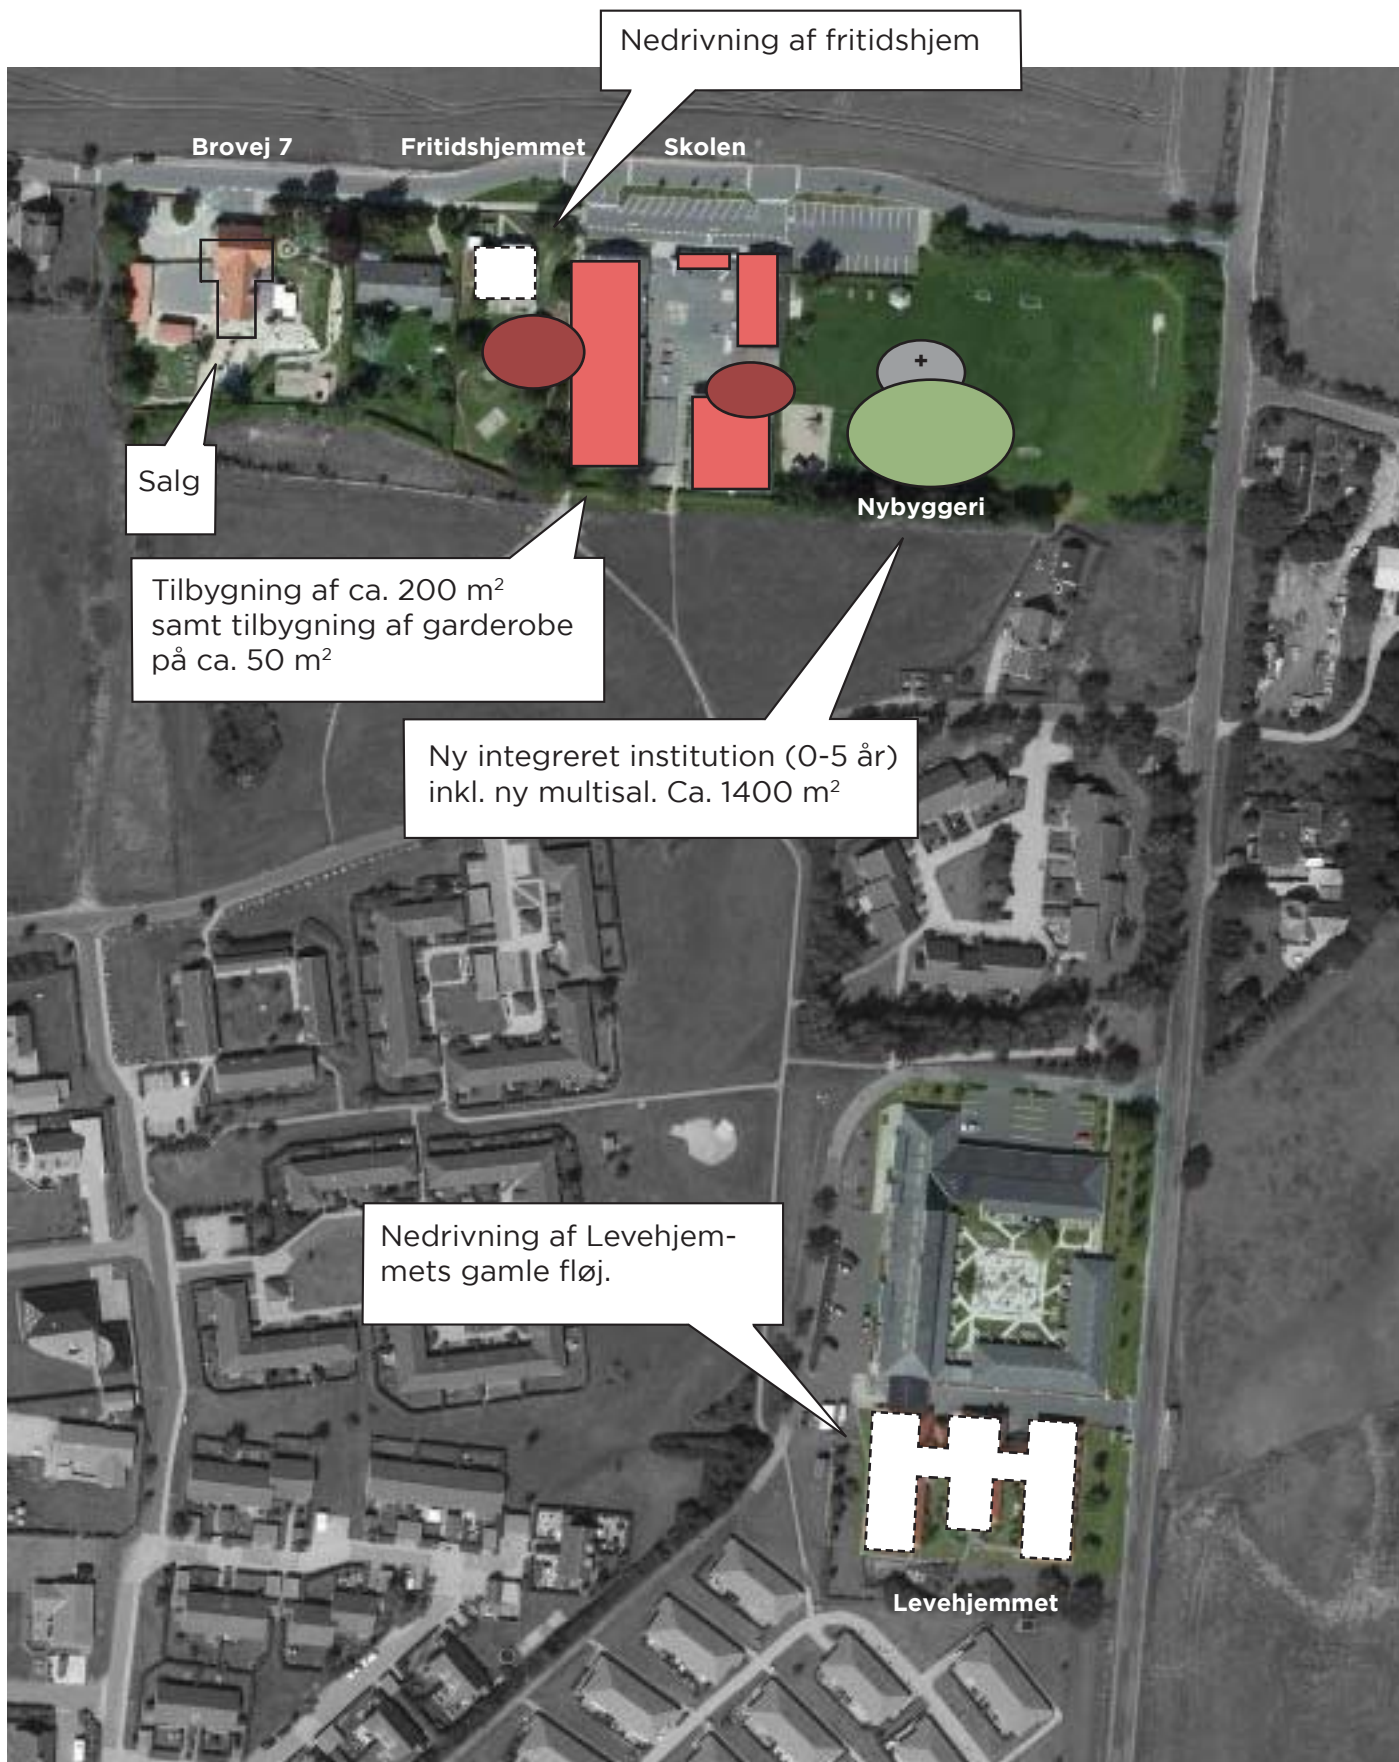 Nedrivning af fritidshjem
Brovej 7
Fritidshjemmet
Skolen
+
Salg
Nybyggeri
Tilbygning af ca. 200 m²
samt tilbygning af garderobe
på ca. 50 m²
Ny integreret institution (0-5 år)
inkl. ny multisal. Ca. 1400 m²
Nedrivning af Levehjem-
mets gamle fløj.
Levehjemmet